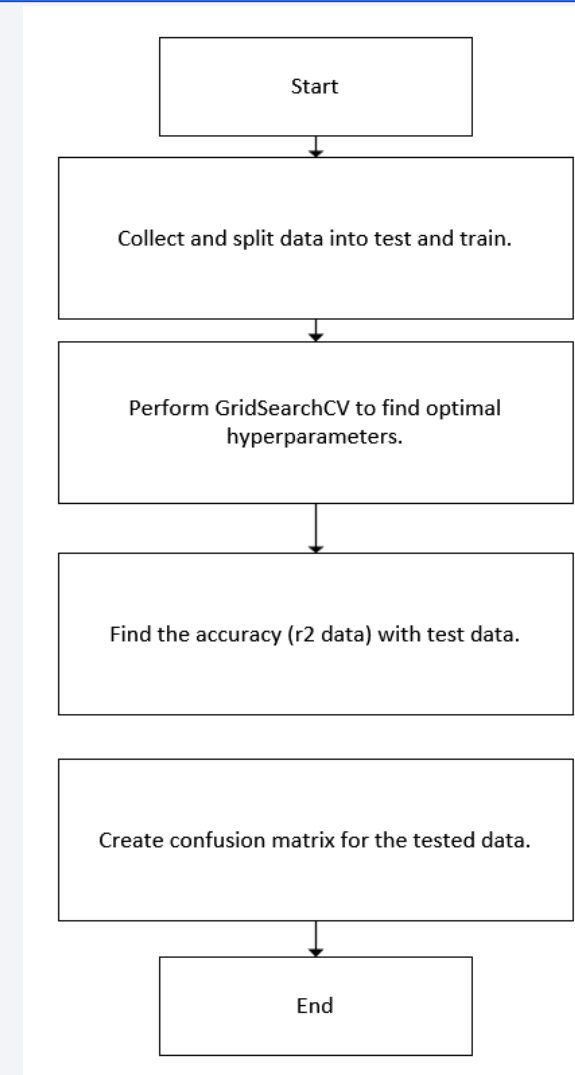 Start
Collect and split data into test and train.
Perform GridSearchCV to find optimal
hyperparameters.
Find the accuracy (r2 data) with test data.
Create confusion matrix for the tested data.
End